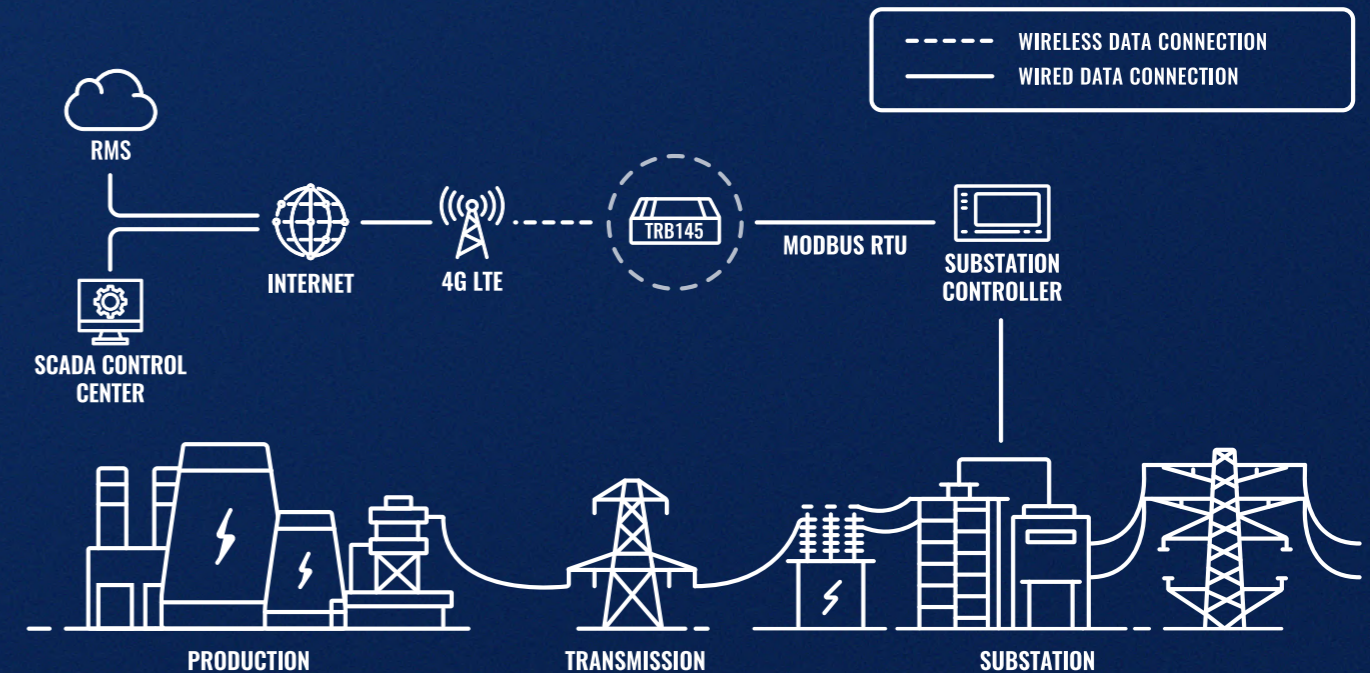 WIRELESS DATA CONNECTION
WIRED DATA CONNECTION
RMS
TRB145
MODBUS RTU
INTERNET
4G LTE
SUBSTATION
CONTROLLER
SCADA CONTROL
CENTER
PRODUCTION
TRANSMISSION
SUBSTATION